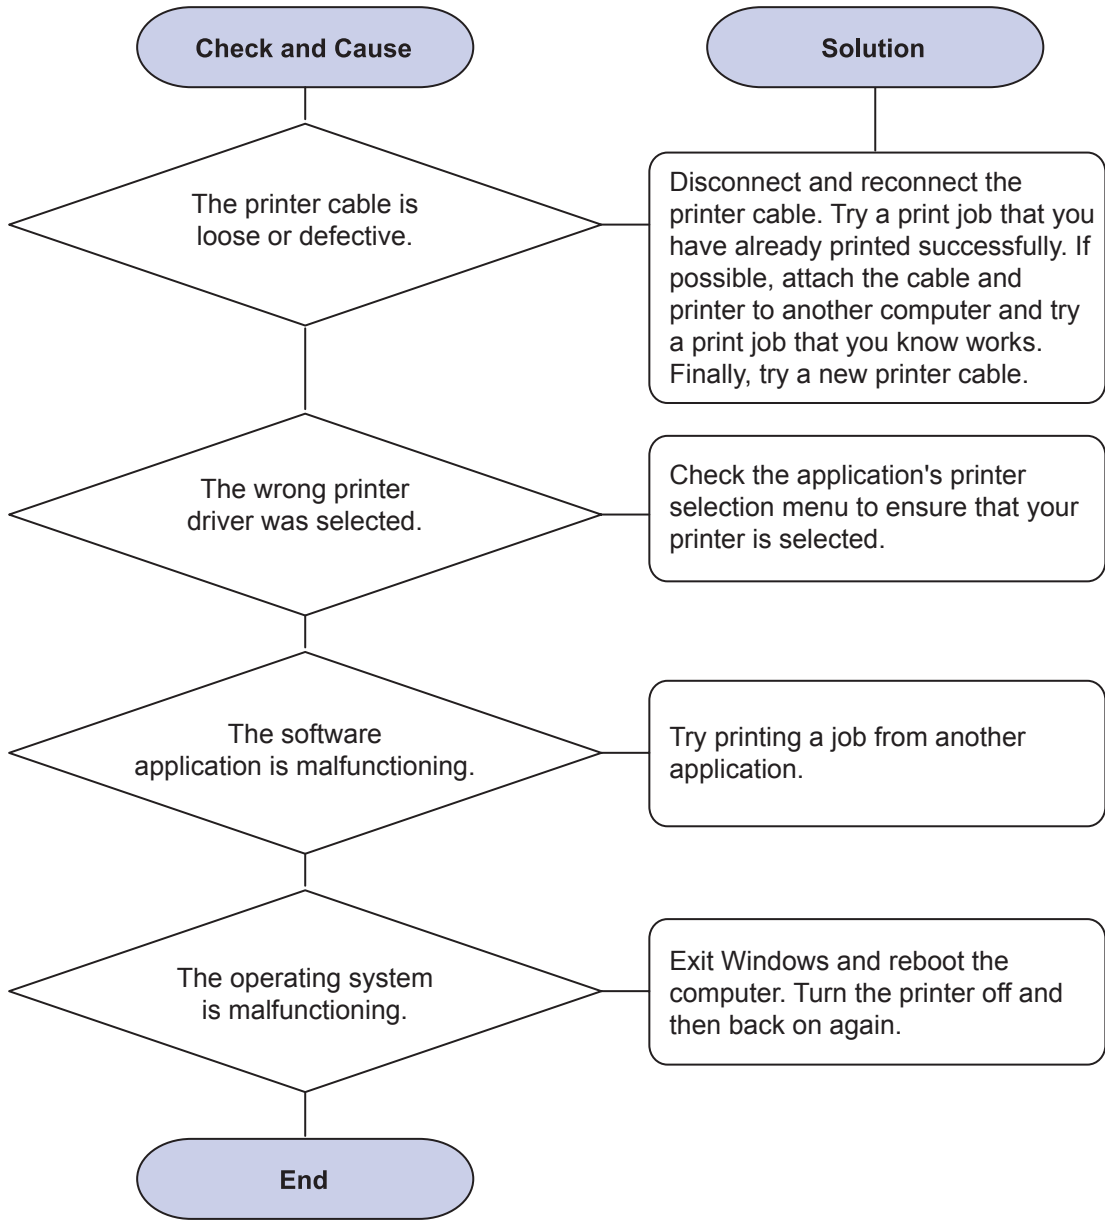 Check and Cause
Solution
The printer cable is
loose or defective.
Disconnect and reconnect the
printer cable. Try a print job that you
have already printed successfully. If
possible, attach the cable and
printer to another computer and try
a print job that you know works.
Finally, try a new printer cable.
The wrong printer
driver was selected.
Check the application's printer
selection menu to ensure that your
printer is selected.
The software
application is malfunctioning.
Try printing a job from another
application.
The operating system
is malfunctioning.
Exit Windows and reboot the
computer. Turn the printer off and
then back on again.
End